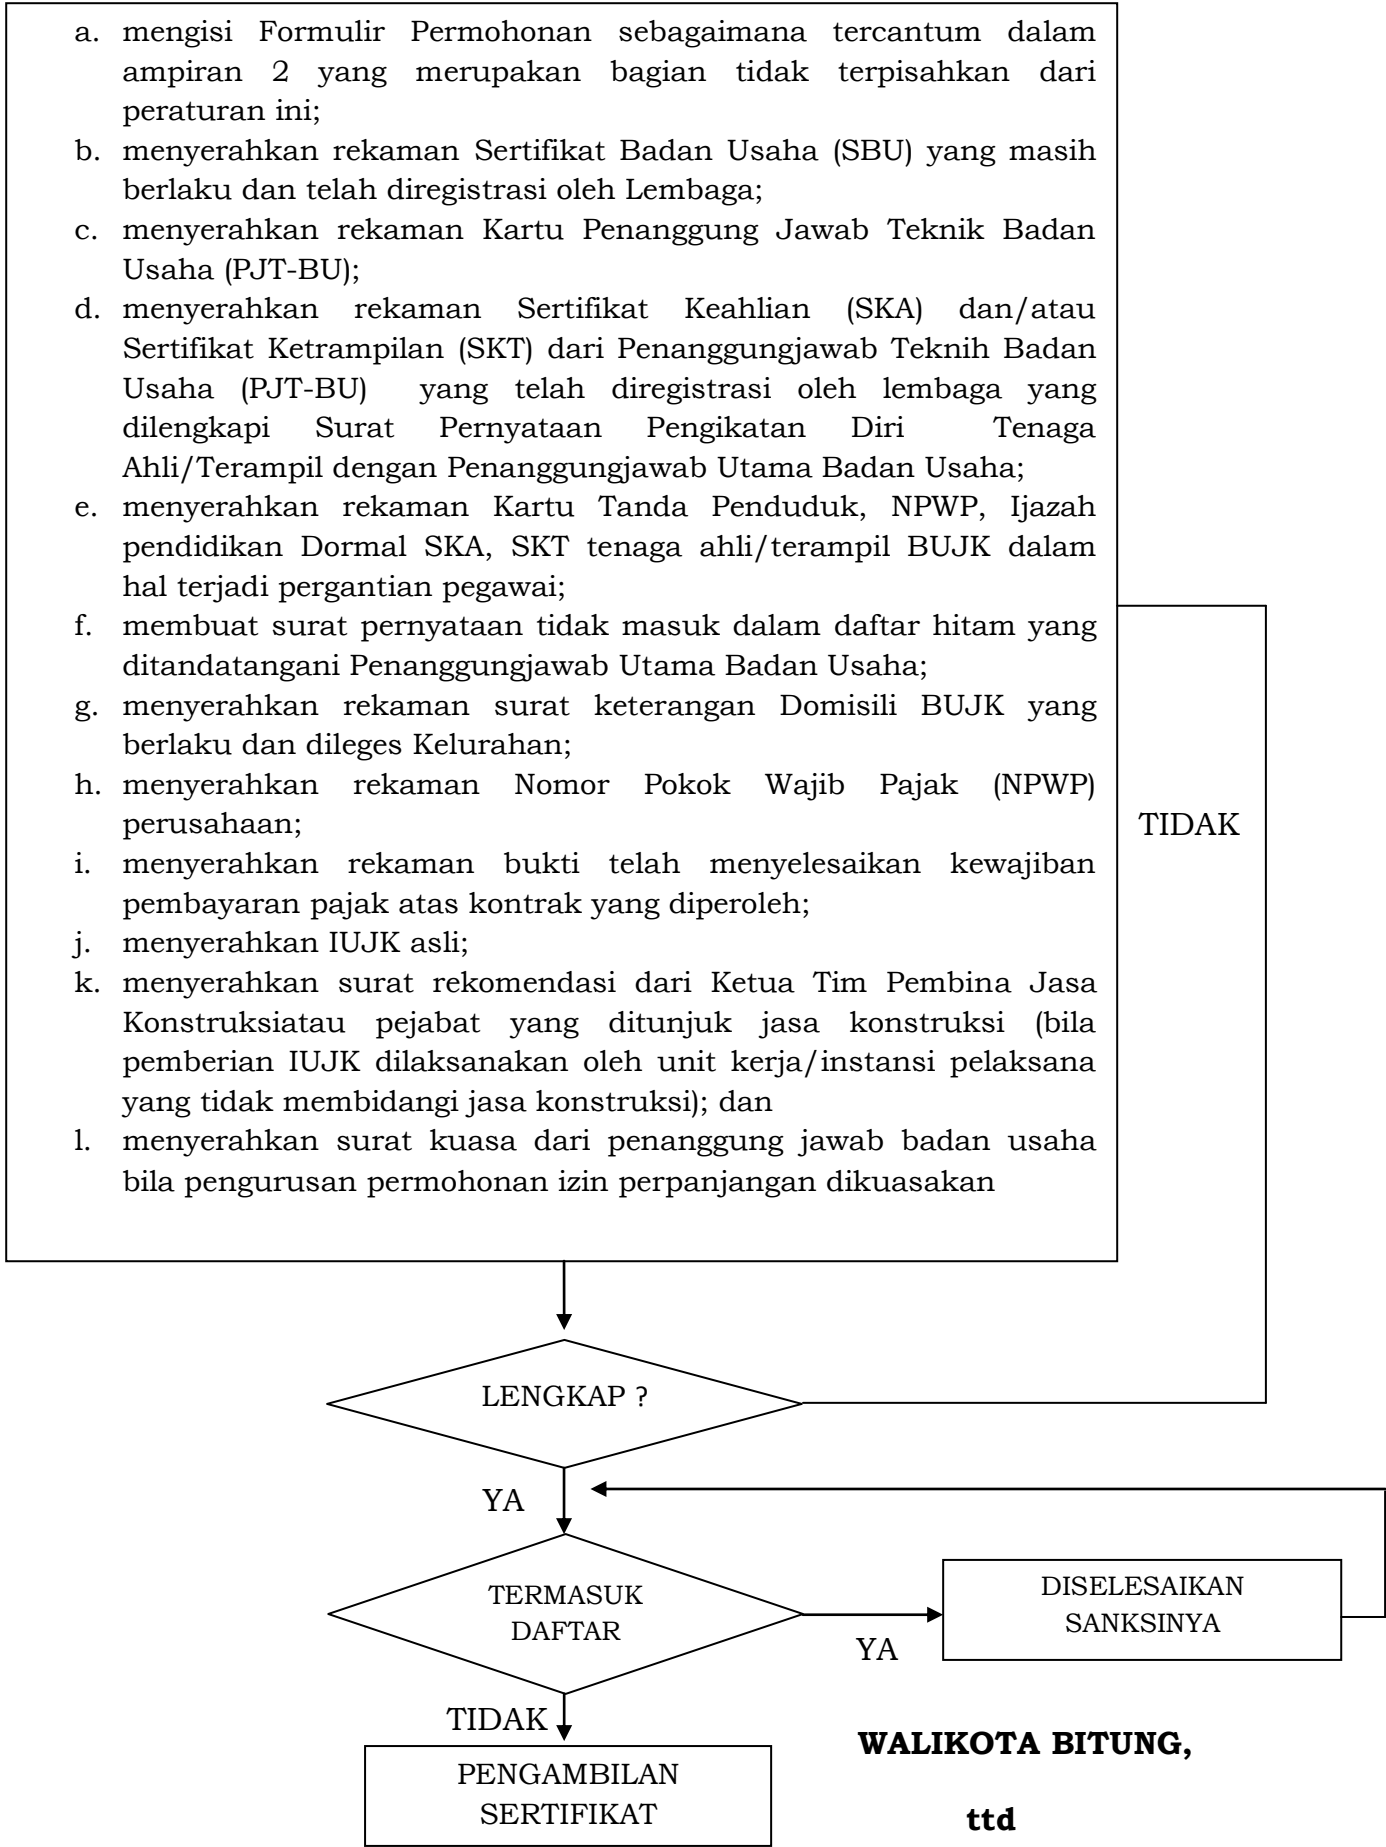 a. mengisi Formulir Permohonan sebagaimana tercantum dalam
ampiran 2 yang merupakan bagian tidak terpisahkan dari
peraturan ini;
b. menyerahkan rekaman Sertifikat Badan Usaha (SBU) yang masih
berlaku dan telah diregistrasi oleh Lembaga;
c. menyerahkan rekaman Kartu Penanggung Jawab Teknik Badan
Usaha (PJT-BU);
d. menyerahkan rekaman Sertifikat Keahlian (SKA) dan/atau
Sertifikat Ketrampilan (SKT) dari Penanggungjawab Teknih Badan
Usaha (PJT-BU) yang telah diregistrasi oleh lembaga yang
dilengkapi Surat Pernyataan Pengikatan Diri Tenaga
Ahli/Terampil dengan Penanggungjawab Utama Badan Usaha;
e. menyerahkan rekaman Kartu Tanda Penduduk, NPWP, Ijazah
pendidikan Dormal SKA, SKT tenaga ahli/terampil BUJK dalam
hal terjadi pergantian pegawai;
f. membuat surat pernyataan tidak masuk dalam daftar hitam yang
ditandatangani Penanggungjawab Utama Badan Usaha;
g. menyerahkan rekaman surat keterangan Domisili BUJK yang
berlaku dan dileges Kelurahan;
h. menyerahkan rekaman Nomor Pokok Wajib Pajak (NPWP)
perusahaan;
i. menyerahkan rekaman bukti telah menyelesaikan kewajiban
pembayaran pajak atas kontrak yang diperoleh;
j. menyerahkan IUJK asli;
k. menyerahkan surat rekomendasi dari Ketua Tim Pembina Jasa
Konstruksiatau pejabat yang ditunjuk jasa konstruksi (bila
pemberian IUJK dilaksanakan oleh unit kerja/instansi pelaksana
yang tidak membidangi jasa konstruksi); dan
l. menyerahkan surat kuasa dari penanggung jawab badan usaha
bila pengurusan permohonan izin perpanjangan dikuasakan
TIDAK
LENGKAP ?
YA
TERMASUK
DAFTAR
YA
DISELESAIKAN
SANKSINYA
TIDAK
PENGAMBILAN
SERTIFIKAT
WALIKOTA BITUNG,
ttd